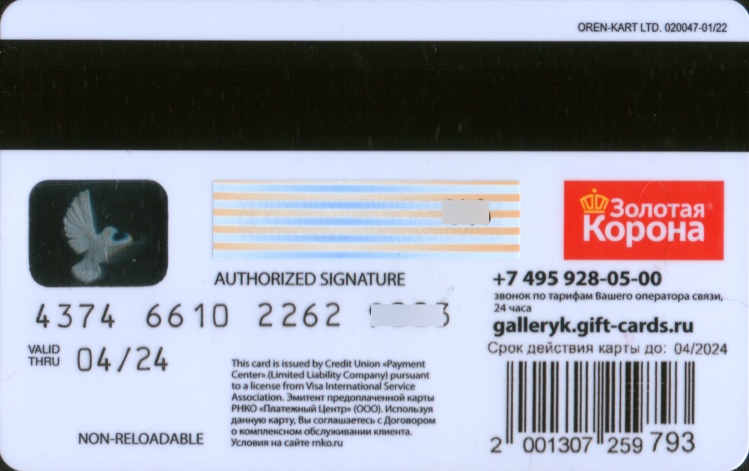 OREN-KART LTD. 020047-01/22
Золотая
Корона
AUTHORIZED SIGNATURE
+7 495 928-05-00
звонок по тарифам Вашего оператора связи,
24 часа
galleryk.gift-cards.ru
4374 6610 2262
VALID THRU 04/24
Срок действия карты до: 04/2024
This card is issued by Credit Union «Payment
Center» (Limited Liability Company) pursuant
to a license from Visa International Service
Association. Эмитент предоплаченной карты
РНКО «Платежный Центр» (ООО). Используя
данную карту, Вы соглашаетесь с Договором
о комплексном обслуживании клиента.
Условия на сайте rnko.ru
NON-RELOADABLE
2 001307 259 793